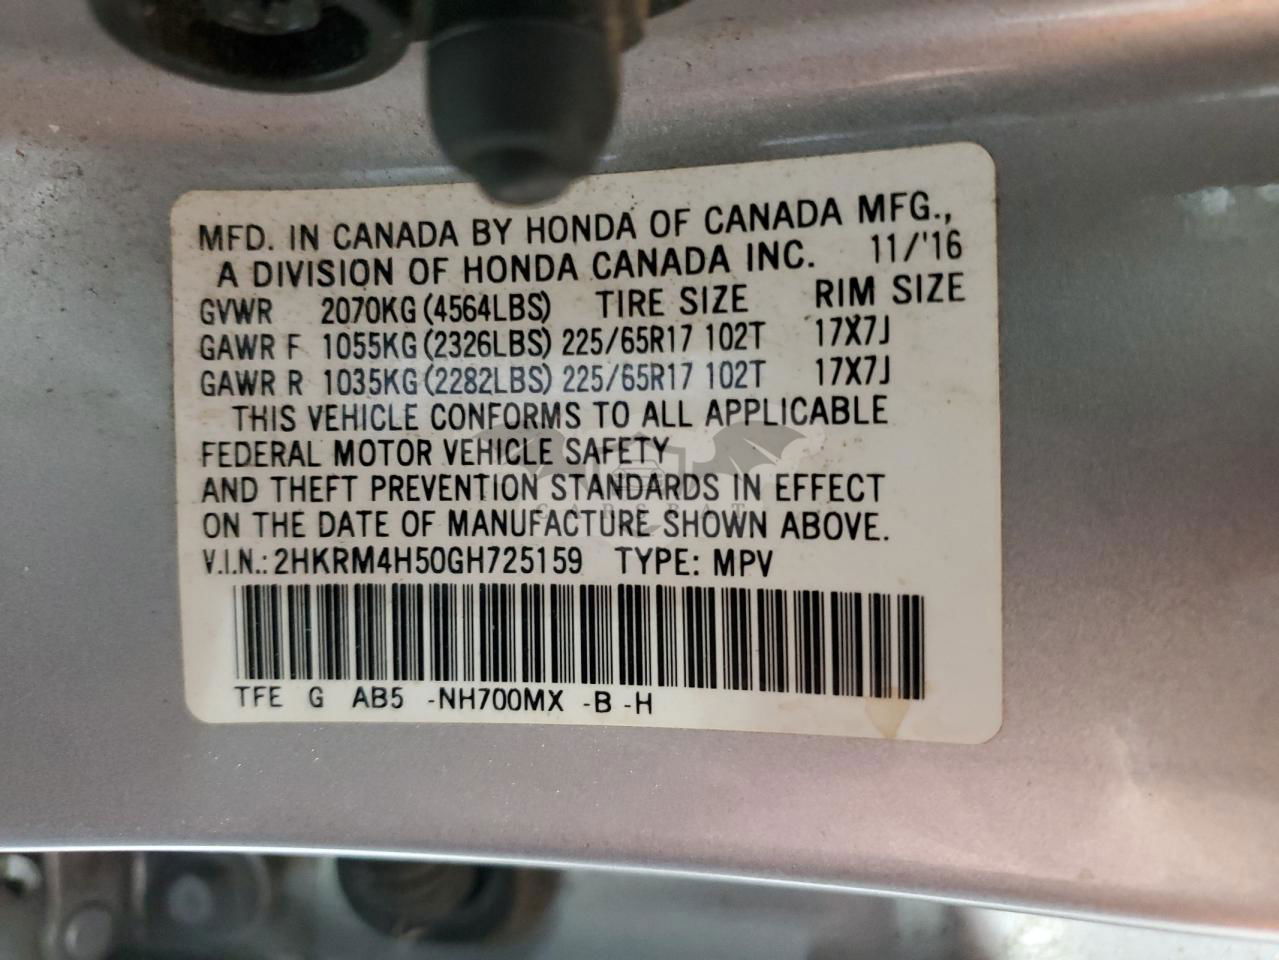 MFD. IN CANADA BY HONDA OF CANADA MFG.,
A DIVISION OF HONDA CANADA INC. 11/'16
GVWR 2070KG (4564LBS) TIRE SIZE RIM SIZE
GAWR F 1055KG (2326LBS) 225/65R17 102T 17X7J
GAWR R 1035KG (2282LBS) 225/65R17 102T 17X7J
THIS VEHICLE CONFORMS TO ALL APPLICABLE
FEDERAL MOTOR VEHICLE SAFETY
AND THEFT PREVENTION STANDARDS IN EFFECT
CARSBAT
ON THE DATE OF MANUFACTURE SHOWN ABOVE.
V.I.N.: 2HKRM4H50GH725159 TYPE: MPV
TFE G AB5 -NH700MX -B -H